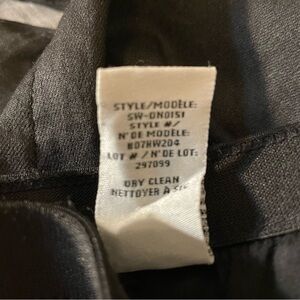 STYLE/MODÈLE:
SW-ON0151
STYLE #/
N° DE MODÈLE:
807HW204
LOT # / N° DE LOT:
297099
DRY CLEAN
NETTOYER À